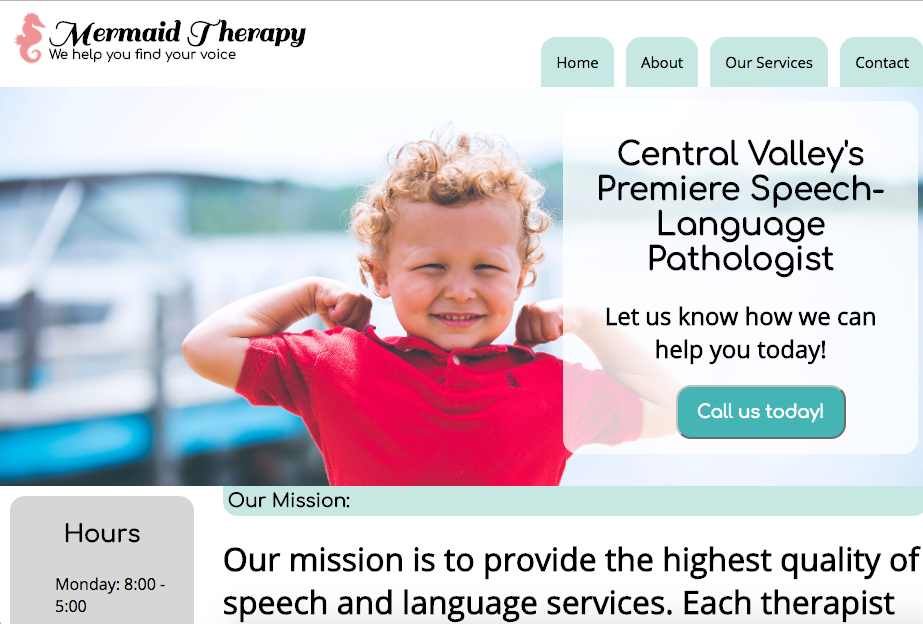 Mermaid Therapy
We help you find your voice
Home
About
Our Services
Contact
Central Valley's
Premiere Speech-
Language
Pathologist
Let us know how we can
help you today!
Call us today!
Hours
Monday: 8:00 -
5:00
Our Mission:
Our mission is to provide the highest quality of
speech and language services. Each therapist